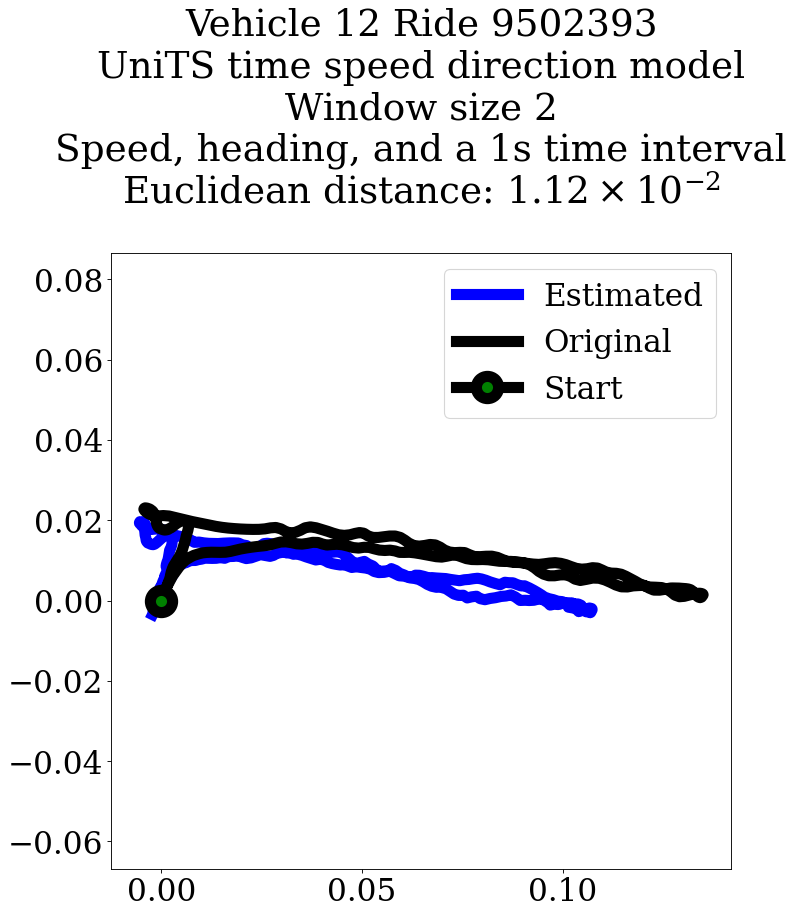 Vehicle 12 Ride 9502393
UniTS time speed direction model
Window size 2
Speed, heading, and a 1s time interval
Euclidean distance: 1.12 × 10⁻²
Estimated
Original
Start
0.08
0.06
0.04
0.02
0.00
−0.02
−0.04
−0.06
0.00 0.05 0.10